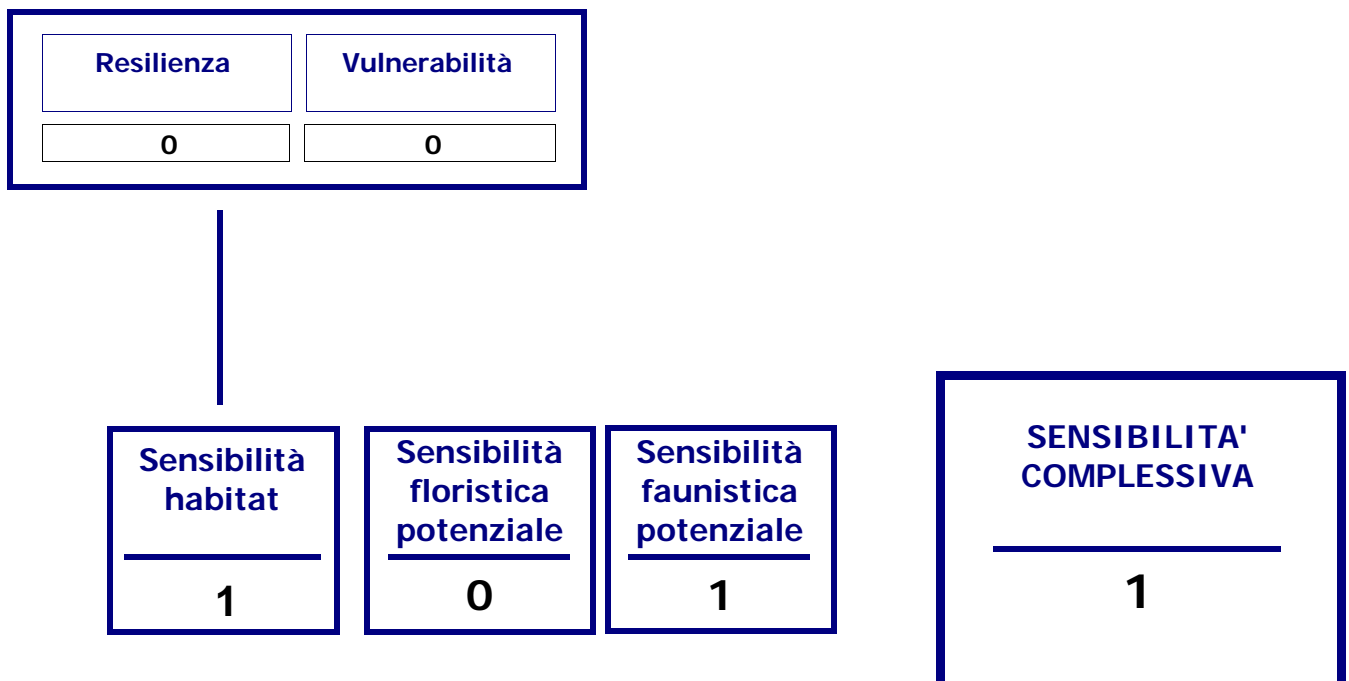 Resilienza
Vulnerabilità
0
0
Sensibilità
habitat
1
Sensibilità
floristica
potenziale
0
Sensibilità
faunistica
potenziale
1
SENSIBILITA'
COMPLESSIVA
1